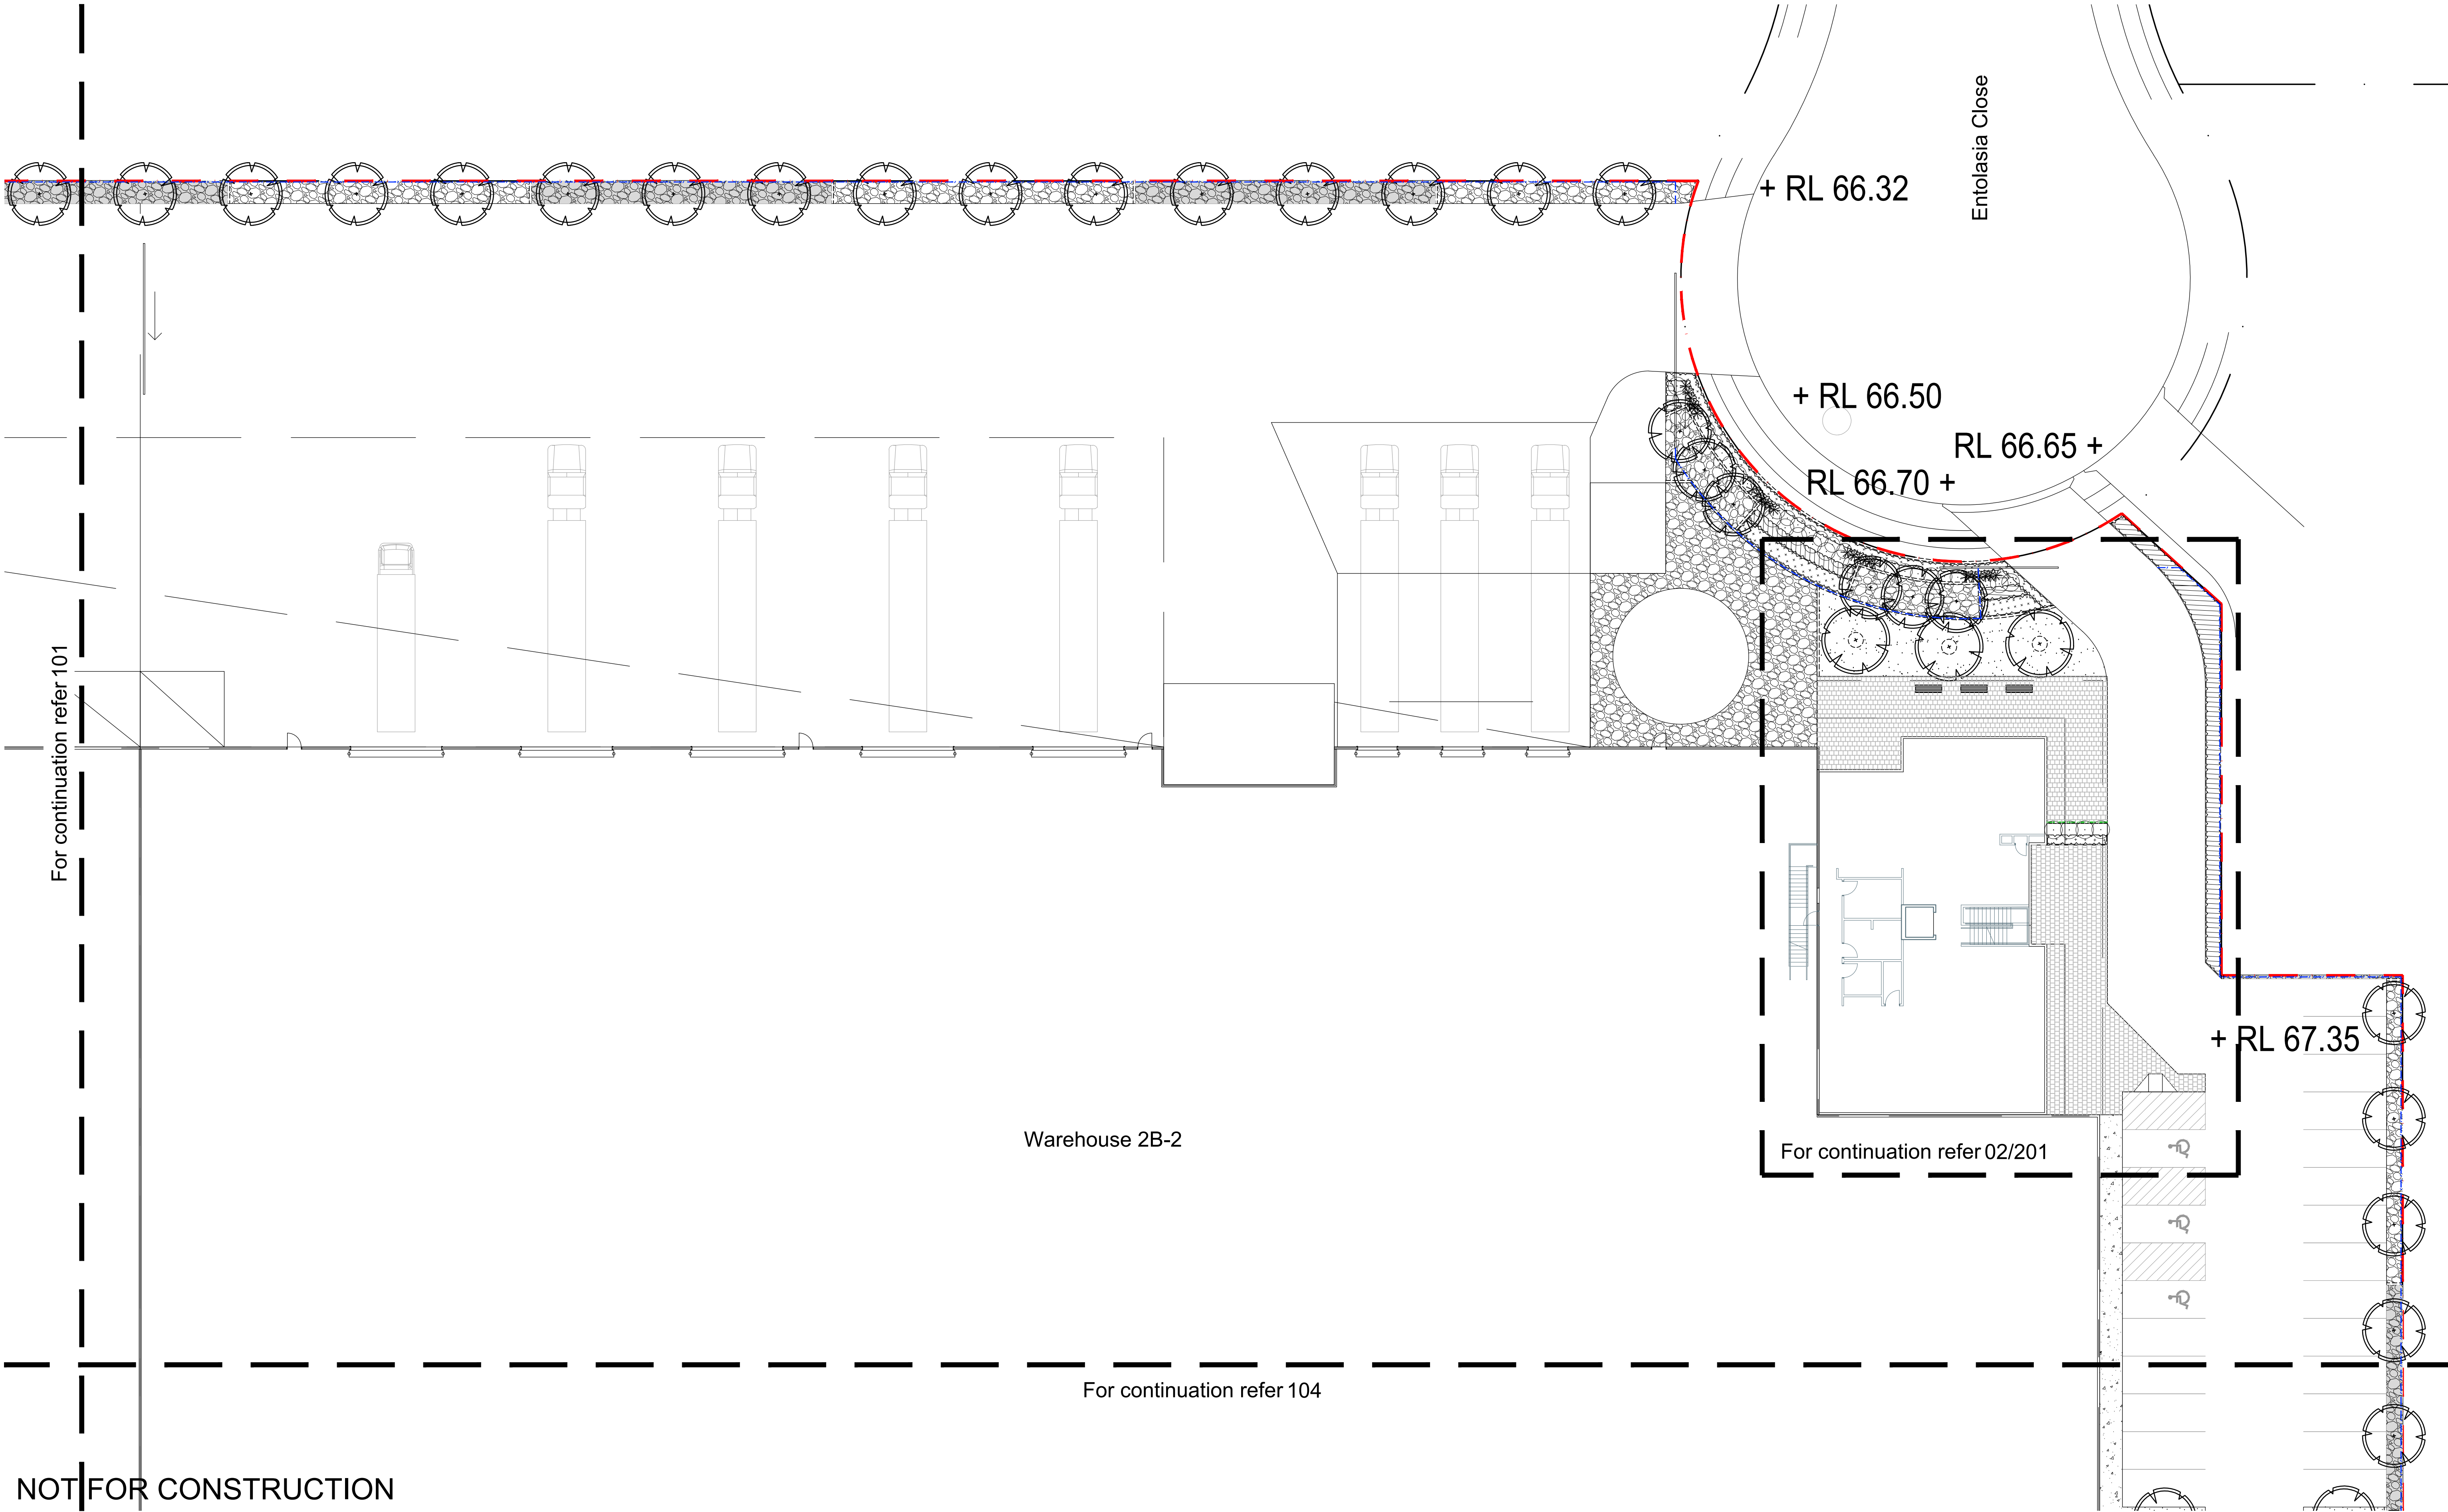 Entolasia Close
+ RL 66.32
+ RL 66.50
RL 66.65 +
RL 66.70 +
For continuation refer 101
+ RL 67.35
Warehouse 2B-2
For continuation refer 02/201
For continuation refer 104
NOT FOR CONSTRUCTION